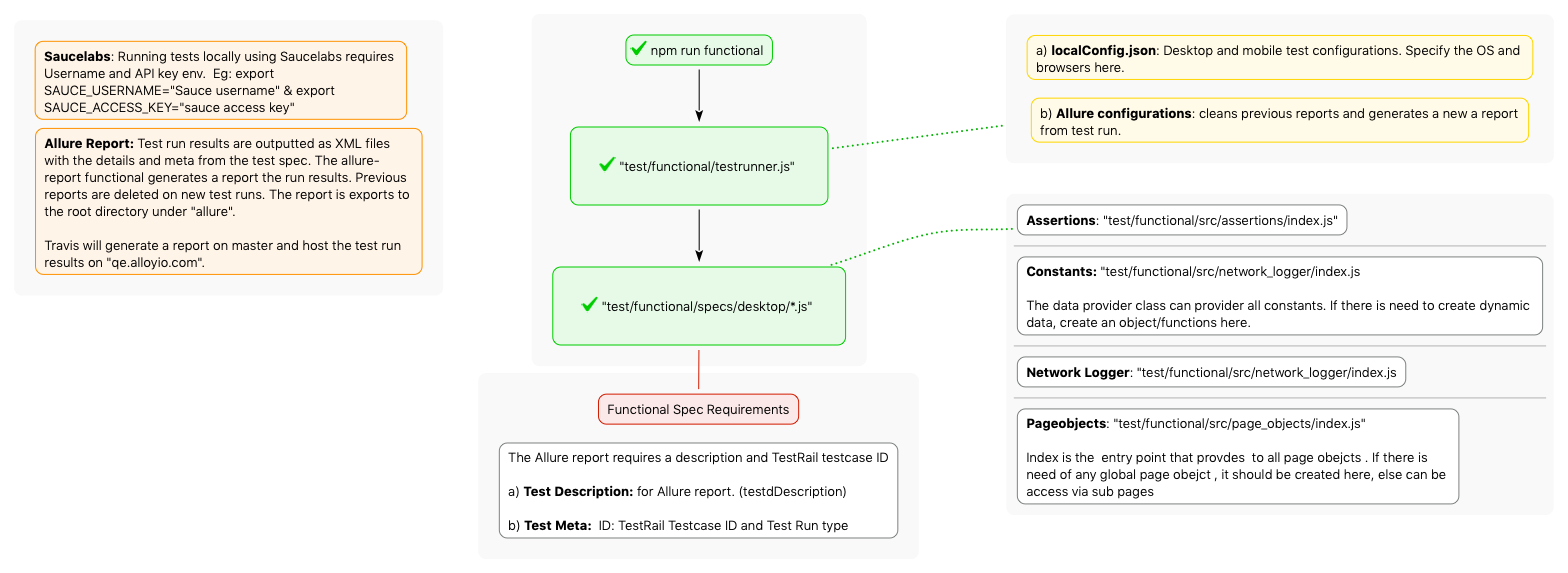 Saucelabs: Running tests locally using Saucelabs requires
Username and API key env.  Eg: export
SAUCE_USERNAME="Sauce username" & export
SAUCE_ACCESS_KEY="sauce access key"
Allure Report: Test run results are outputted as XML files
with the details and meta from the test spec. The allure-
report functional generates a report the run results. Previous
reports are deleted on new test runs. The report is exports to
the root directory under "allure".
Travis will generate a report on master and host the test run
results on "qe.alloyio.com".
npm run functional
"test/functional/testrunner.js"
"test/functional/specs/desktop/*.js"
Functional Spec Requirements
The Allure report requires a description and TestRail testcase ID
a) Test Description: for Allure report. (testdDescription)
b) Test Meta:  ID: TestRail Testcase ID and Test Run type
a) localConfig.json: Desktop and mobile test configurations. Specify the OS and
browsers here.
b) Allure configurations: cleans previous reports and generates a new a report
from test run.
Assertions: "test/functional/src/assertions/index.js"
Constants: "test/functional/src/network_logger/index.js
The data provider class can provider all constants. If there is need to create dynamic
data, create an object/functions here.
Network Logger: "test/functional/src/network_logger/index.js
Pageobjects: "test/functional/src/page_objects/index.js"
Index is the  entry point that provdes  to all page obejcts . If there is
need of any global page obejct , it should be created here, else can be
access via sub pages